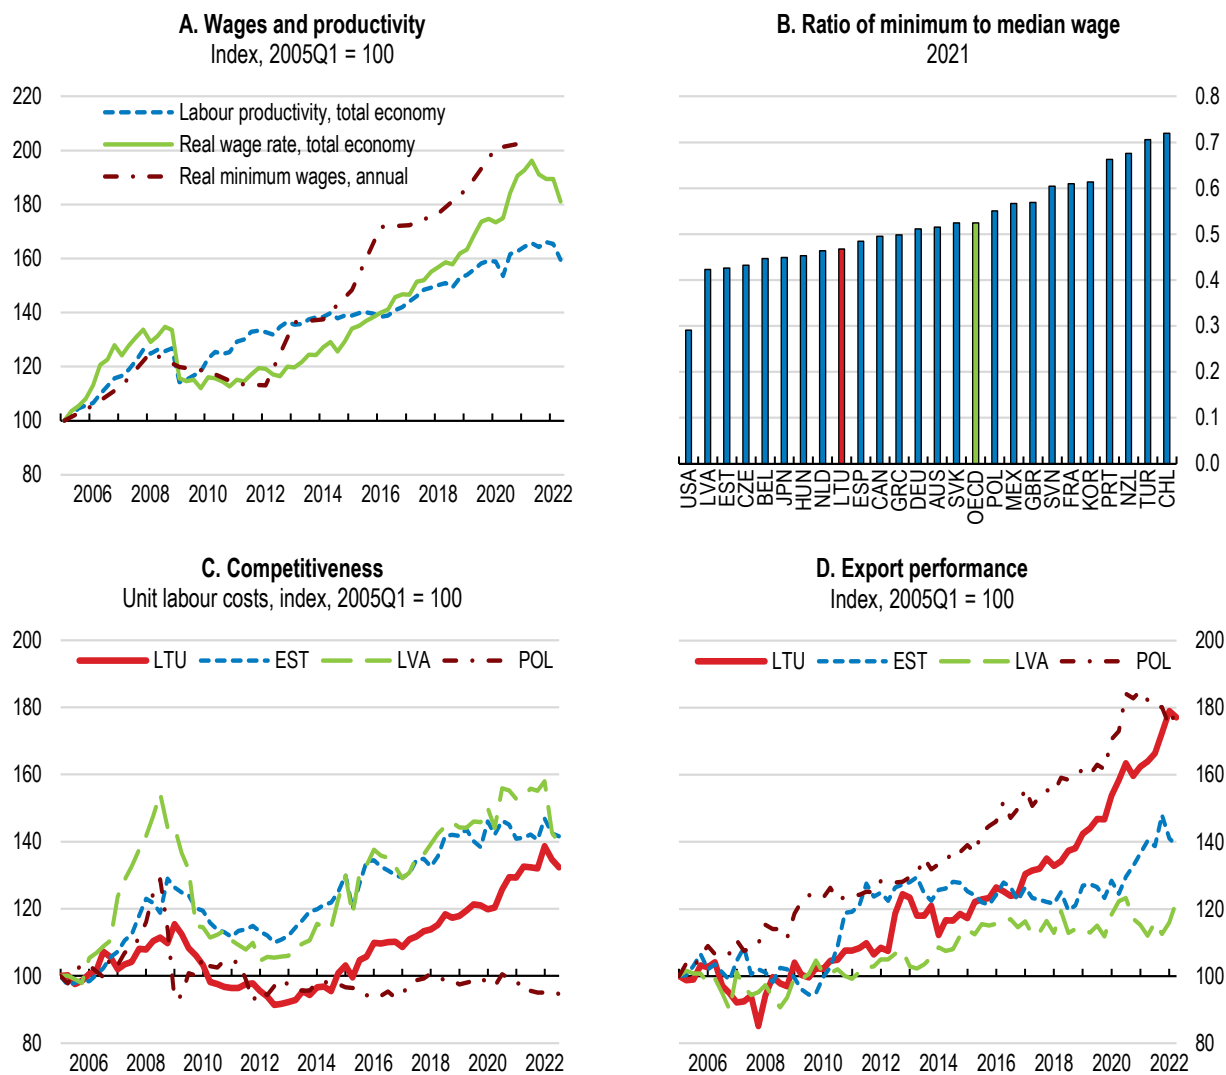 A. Wages and productivity
Index, 2005Q1 = 100
220
200
180
160
140
120
100
80
Labour productivity, total economy
Real wage rate, total economy
Real minimum wages, annual
2006 2008 2010 2012 2014 2016 2018 2020 2022
B. Ratio of minimum to median wage
2021
0.8
0.7
0.6
0.5
0.4
0.3
0.2
0.1
0.0
USA LVA EST CZE BEL JPN HUN NLD LTU ESP CAN GRC DEU AUS SVK OECD POL MEX GBR SVN FRA KOR PRT NZL TUR CHL
C. Competitiveness
Unit labour costs, index, 2005Q1 = 100
200
180
160
140
120
100
80
LTU EST LVA POL
2006 2008 2010 2012 2014 2016 2018 2020 2022
D. Export performance
Index, 2005Q1 = 100
200
180
160
140
120
100
80
LTU EST LVA POL
2006 2008 2010 2012 2014 2016 2018 2020 2022